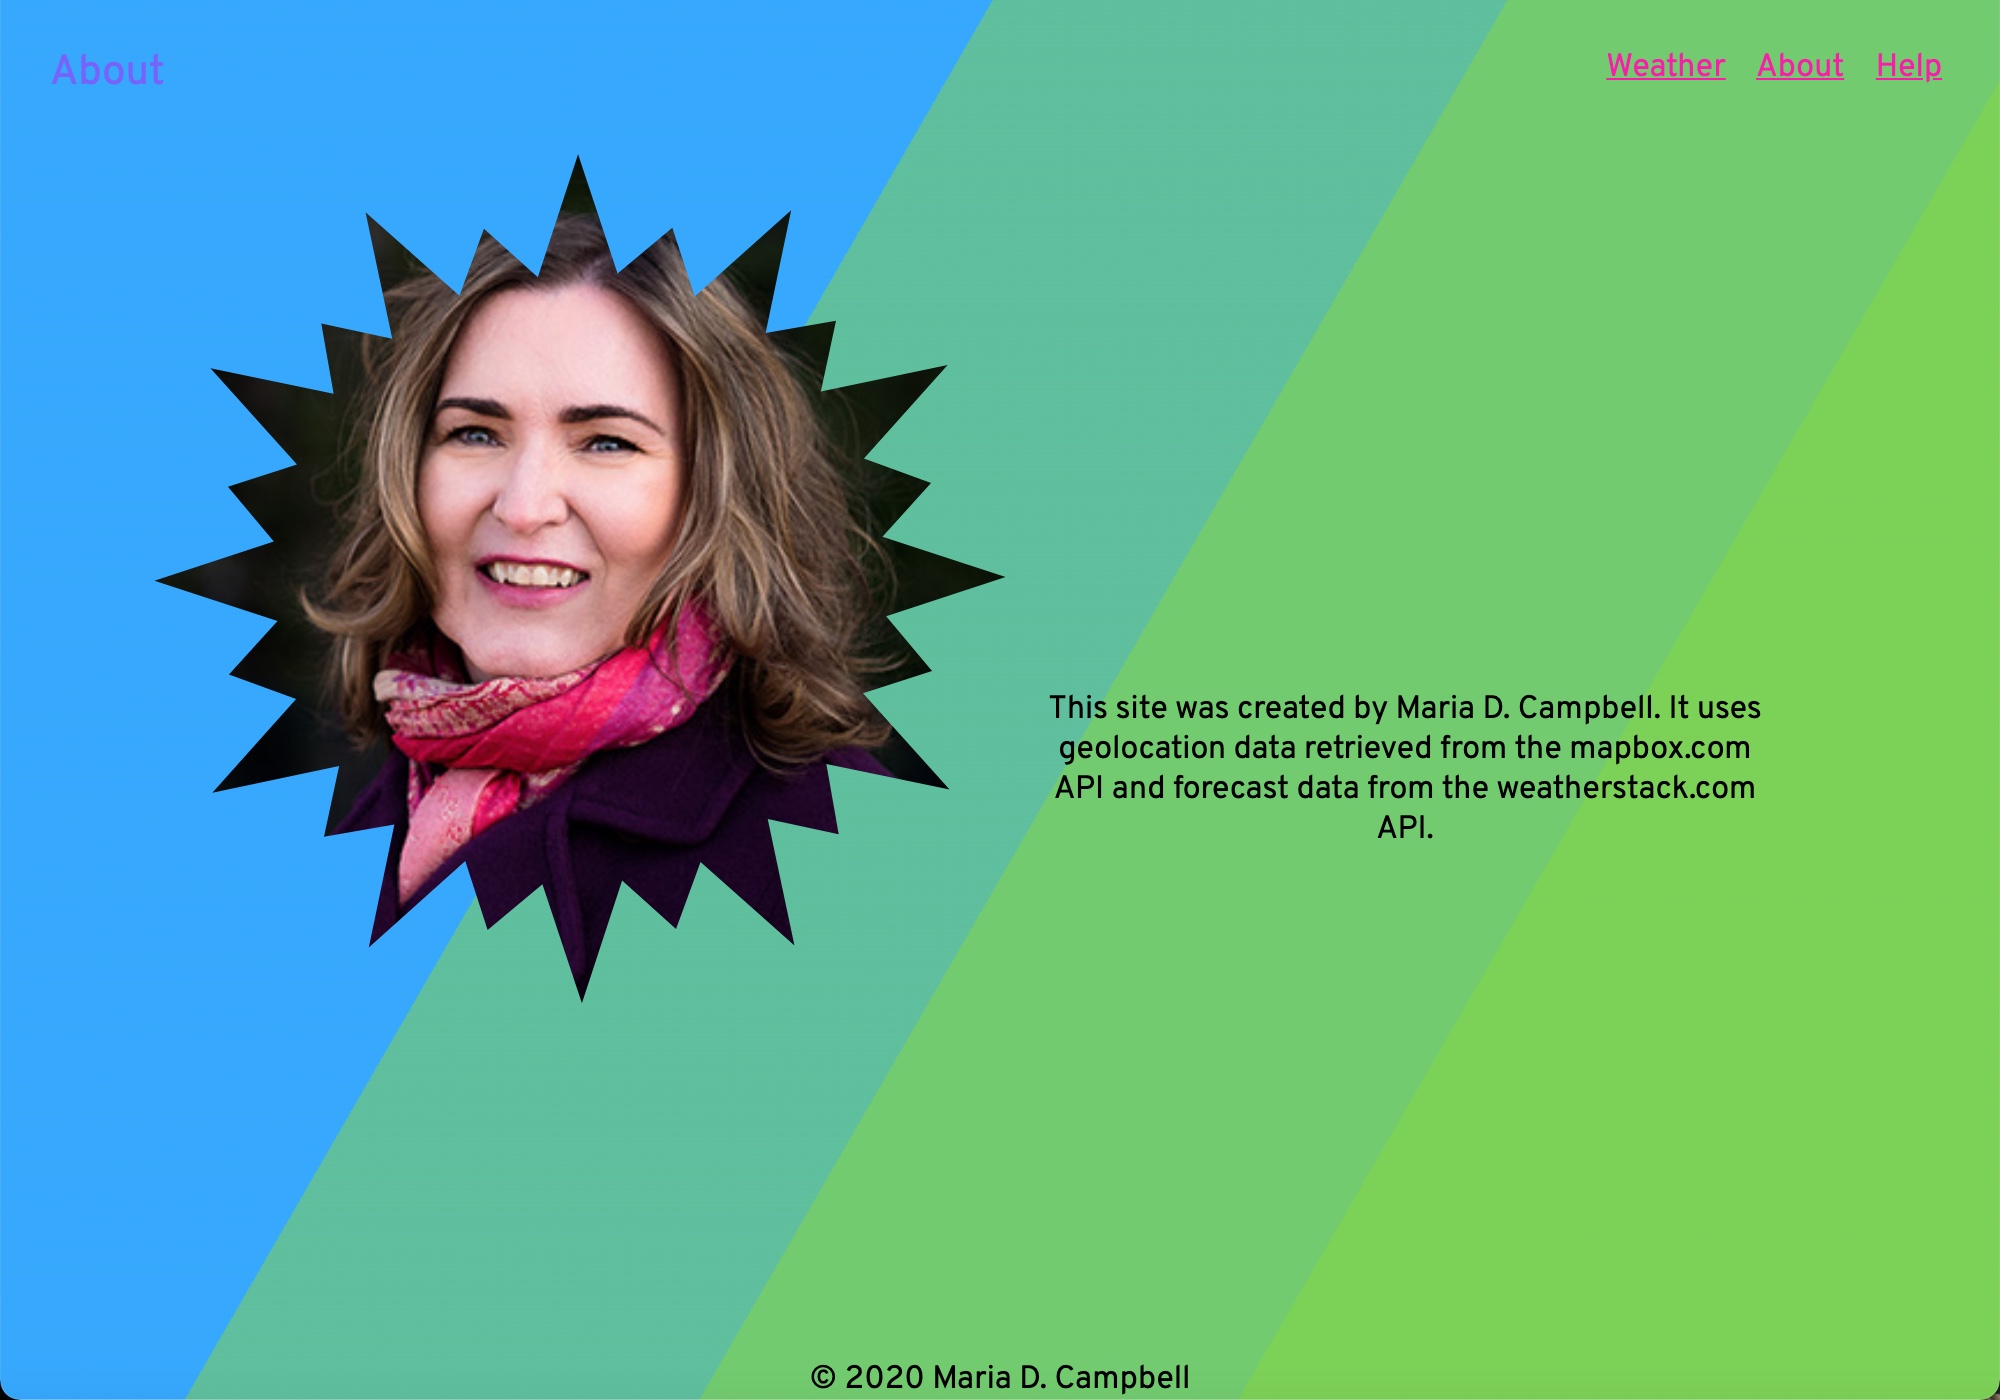 About
Weather About Help
This site was created by Maria D. Campbell. It uses
geolocation data retrieved from the mapbox.com
API and forecast data from the weatherstack.com
API.
© 2020 Maria D. Campbell